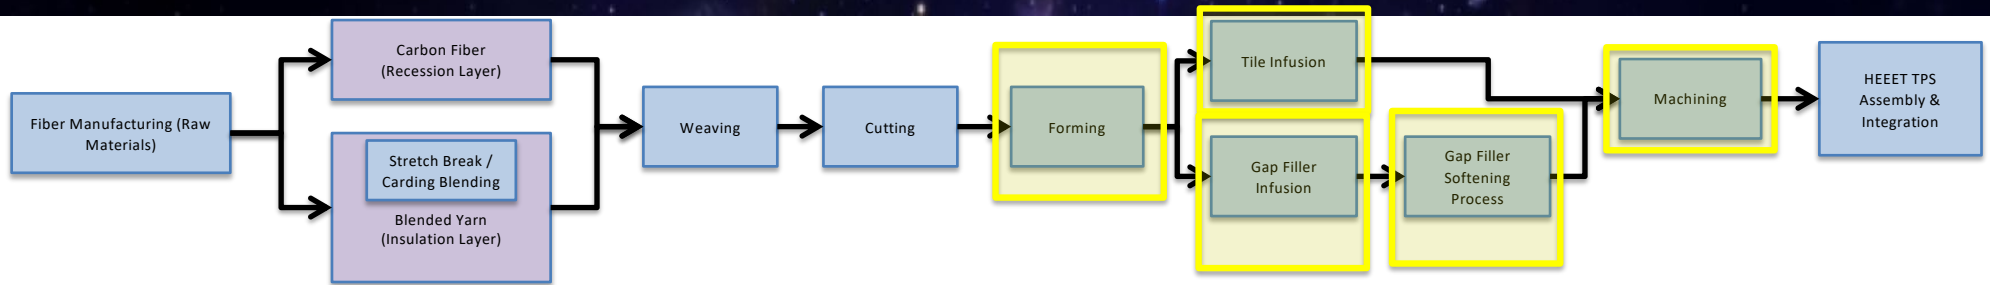 Fiber Manufacturing (Raw
Materials)
Carbon Fiber
(Recession Layer)
Stretch Break /
Carding Blending
Blended Yarn
(Insulation Layer)
Weaving
Cutting
Forming
Tile Infusion
Gap Filler
Infusion
Gap Filler
Softening
Process
Machining
HEEET TPS
Assembly &
Integration